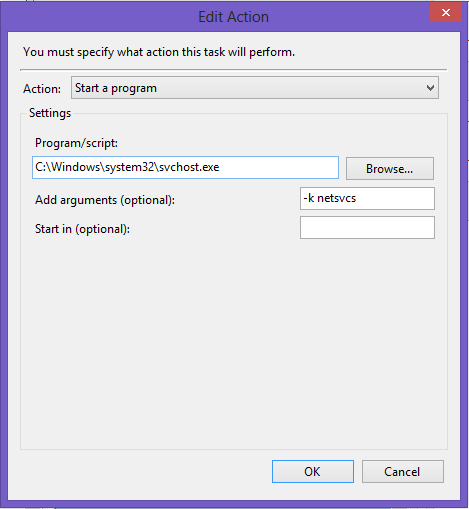 Edit Action
You must specify what action this task will perform.
Action: Start a program
Settings
Program/script:
C:\Windows\system32\svchost.exe Browse...
Add arguments (optional): -k netsvcs
Start in (optional):
OK Cancel